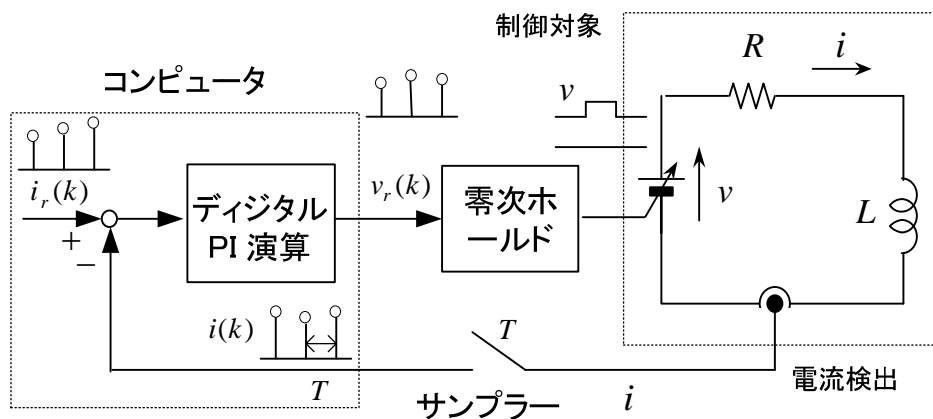 制御対象
コンピュータ
R
i
v
i_r(k)
+
−
ディジタル
PI 演算
v_r(k)
零次ホ
ールド
v
L
i(k)
T
T
サンプラー
i
電流検出